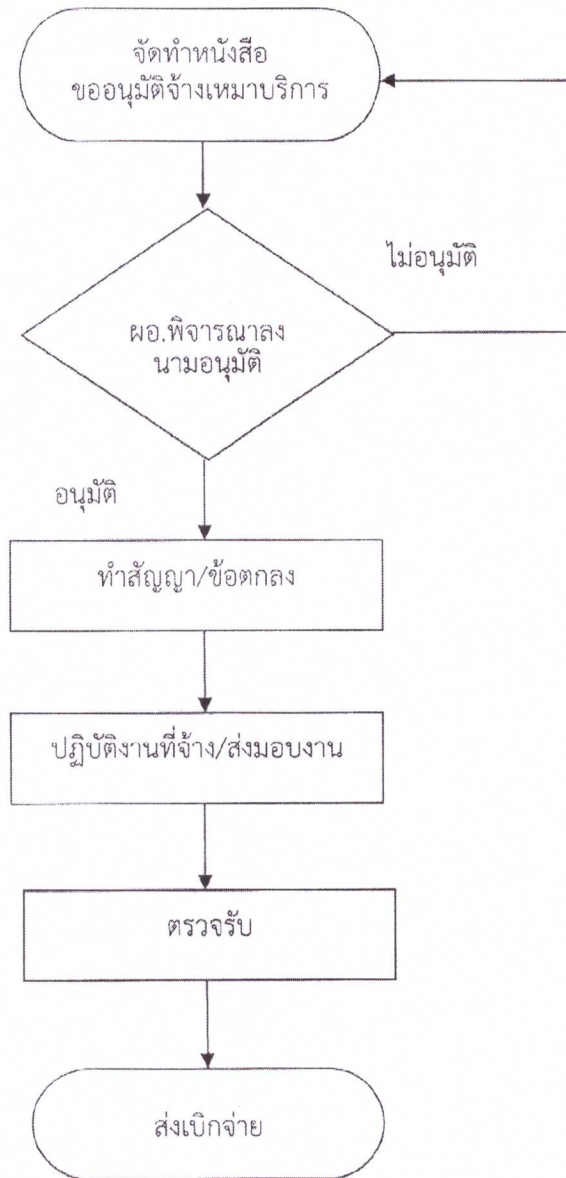 จัดทำหนังสือ
ขออนุมัติจ้างเหมาบริการ
ไม่อนุมัติ
ผอ.พิจารณาลง
นามอนุมัติ
อนุมัติ
ทำสัญญา/ข้อตกลง
ปฏิบัติงานที่จ้าง/ส่งมอบงาน
ตรวจรับ
ส่งเบิกจ่าย